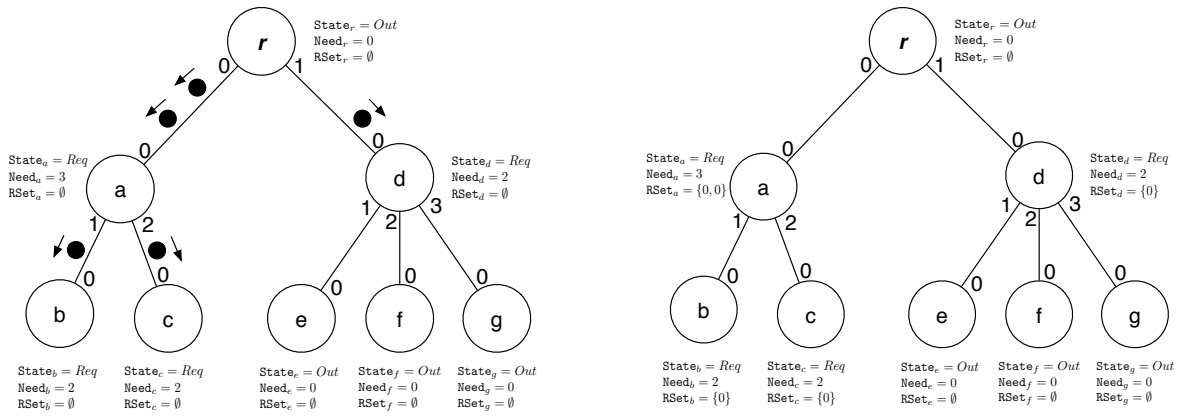 r
State_r = Out
Need_r = 0
RSet_r = ∅
0
1
0
0
a
State_a = Req
Need_a = 3
RSet_a = ∅
1
2
d
State_d = Req
Need_d = 2
RSet_d = ∅
1
2
3
0
0
0
0
0
b
c
e
f
g
State_b = Req
Need_b = 2
RSet_b = ∅
State_c = Req
Need_c = 2
RSet_c = ∅
State_e = Out
Need_e = 0
RSet_e = ∅
State_f = Out
Need_f = 0
RSet_f = ∅
State_g = Out
Need_g = 0
RSet_g = ∅
r
State_r = Out
Need_r = 0
RSet_r = ∅
0
1
0
0
a
State_a = Req
Need_a = 3
RSet_a = {0, 0}
1
2
d
State_d = Req
Need_d = 2
RSet_d = {0}
1
2
3
0
0
0
0
0
b
c
e
f
g
State_b = Req
Need_b = 2
RSet_b = {0}
State_c = Req
Need_c = 2
RSet_c = {0}
State_e = Out
Need_e = 0
RSet_e = ∅
State_f = Out
Need_f = 0
RSet_f = ∅
State_g = Out
Need_g = 0
RSet_g = ∅